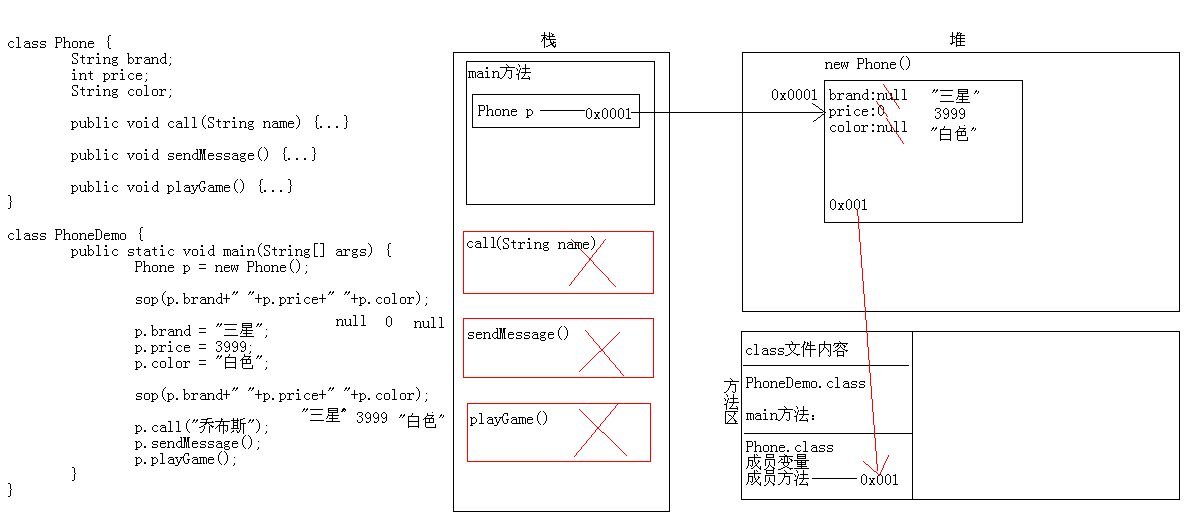 class Phone {
String brand;
int price;
String color;
public void call(String name) {...}
public void sendMessage() {...}
public void playGame() {...}
}
class PhoneDemo {
public static void main(String[] args) {
Phone p = new Phone();
sop(p.brand+" "+p.price+" "+p.color);
null 0 null
p.brand = "三星";
p.price = 3999;
p.color = "白色";
sop(p.brand+" "+p.price+" "+p.color);
"三星" 3999 "白色"
p.call("乔布斯");
p.sendMessage();
p.playGame();
}
}
栈
main方法
Phone p 0x0001
call(String name)
sendMessage()
playGame()
堆
new Phone()
0x0001
brand:null "三星"
price:0 3999
color:null "白色"
0x001
方法区
class文件内容
PhoneDemo.class
main方法:
Phone.class
成员变量
成员方法 0x001